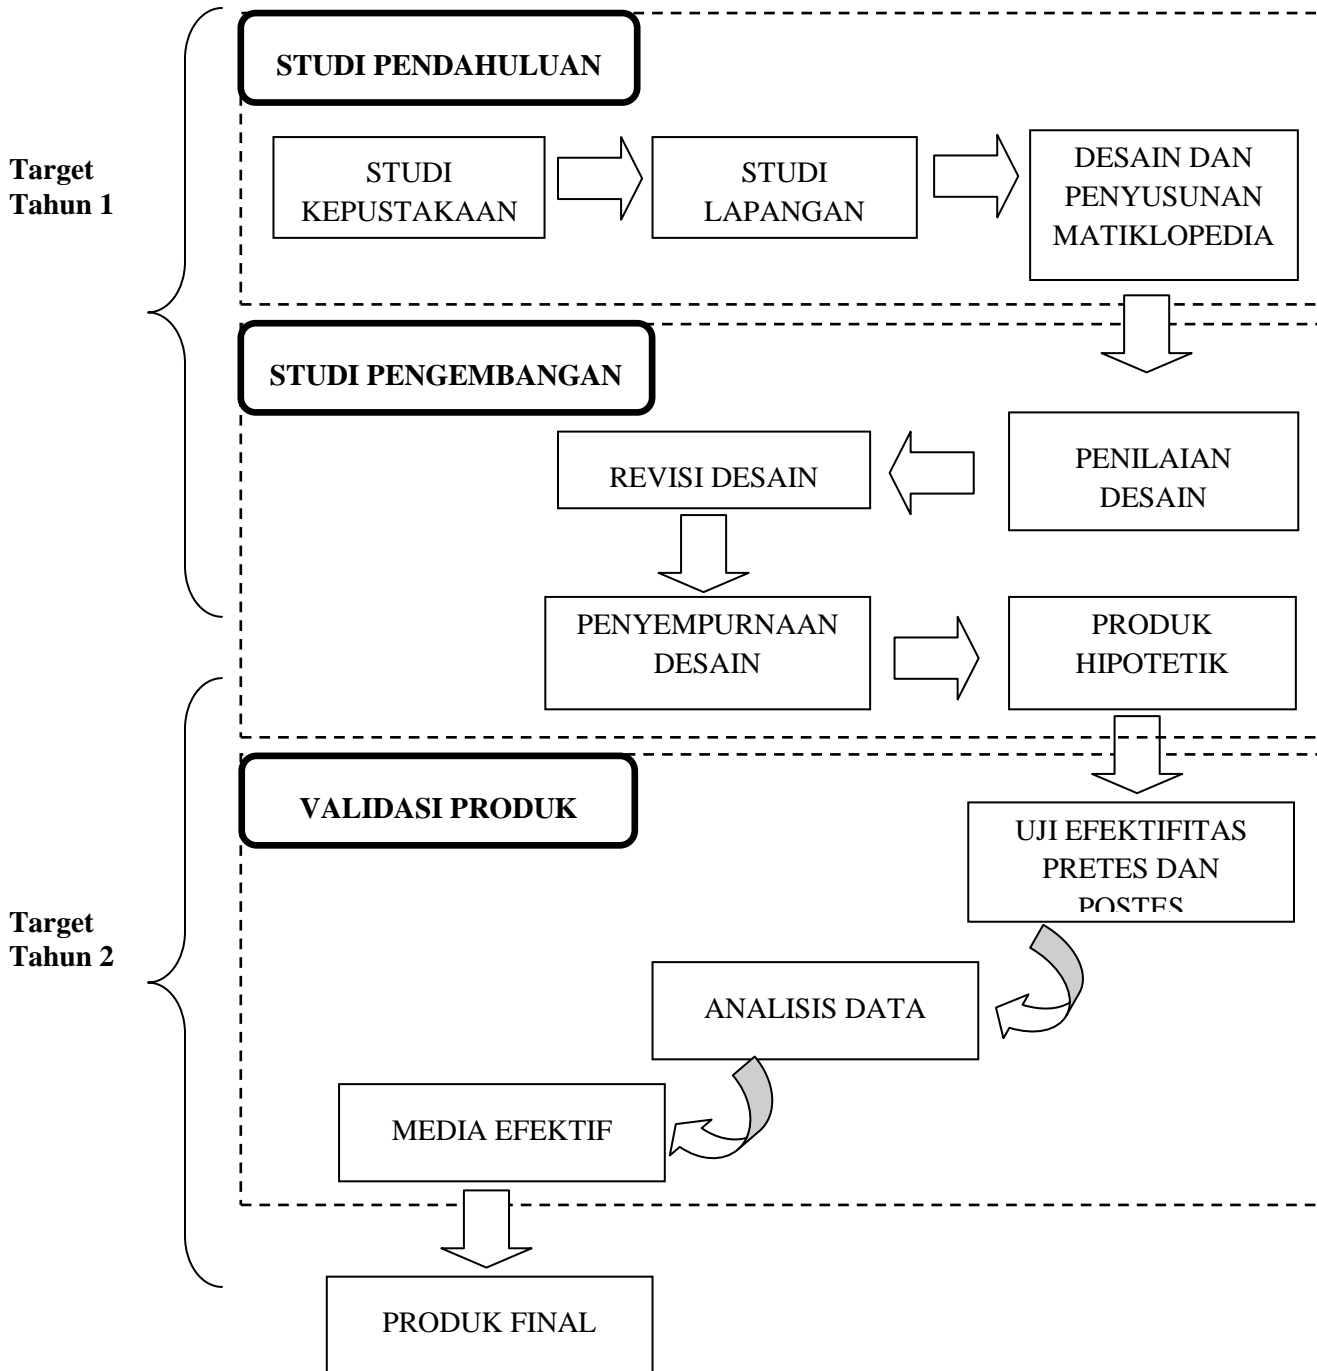 STUDI PENDAHULUAN
Target
Tahun 1
STUDI
KEPUSTAKAAN
STUDI
LAPANGAN
DESAIN DAN
PENYUSUNAN
MATIKLOPEDIA
STUDI PENGEMBANGAN
REVISI DESAIN
PENILAIAN
DESAIN
PENYEMPURNAAN
DESAIN
PRODUK
HIPOTETIK
VALIDASI PRODUK
UJI EFEKTIFITAS
PRETES DAN
POSTES
Target
Tahun 2
ANALISIS DATA
MEDIA EFEKTIF
PRODUK FINAL